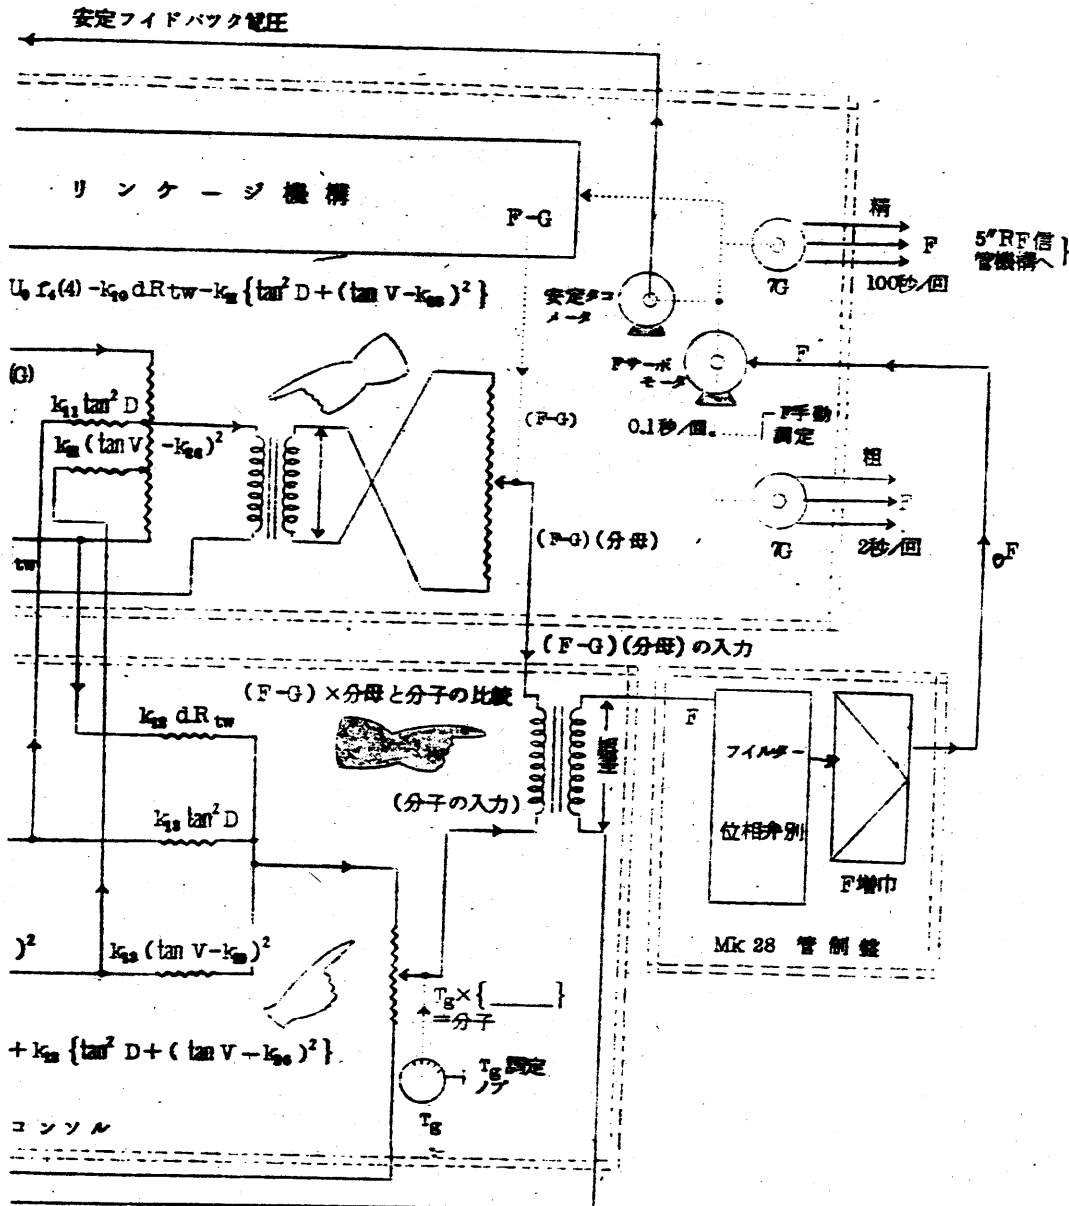 安定フイドバツク電圧
リンケージ機構
F-G
精
F
100秒/回
5"RF信
管機構へ
TG
安定タコ
メータ
U₀ f₄(4)-k₁₀ dR tw-k₁₁ {tan² D+(tan V-k₂₆)²}
Fサーボ
モータ
F
(G)
k₁₁ tan² D
k₁₁ (tan V -k₂₆)²
(F-G)
0.1秒/回。
F手動
調定
粗
F
2秒/回
TG
(F-G)(分母)
tw
σF
(F-G)(分母)の入力
(F-G)×分母と分子の比較
k₁₂ dR tw
F
フイルター
位相弁別
F増巾
(分子の入力)
k₁₃ tan² D
Mk 28 管制盤
)²
k₁₃ (tan V-k₂₆)²
Tg×{ }
=分子
+ k₁₃ {tan² D+(tan V-k₂₆)²}
Tg調定
ノブ
Tg
コンソル